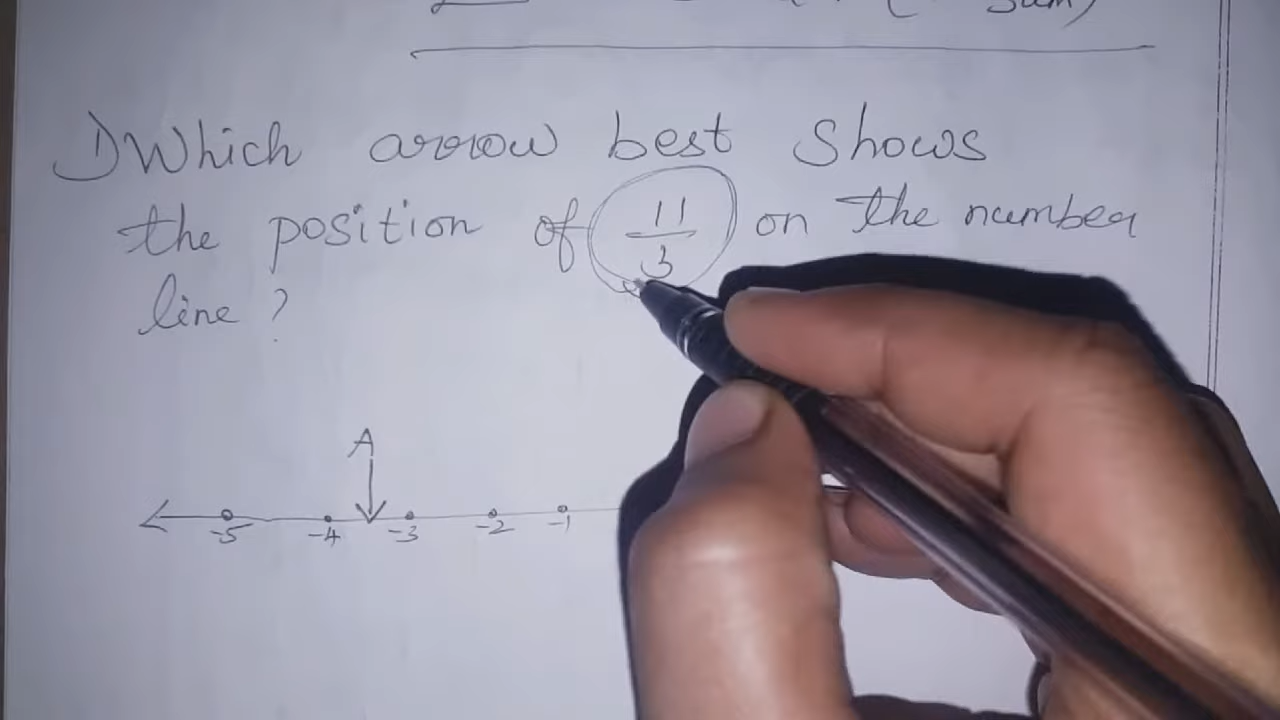 sum)
1) Which arrow best shows
the position of 11/3 on the number
line?
A
-5 -4 -3 -2 -1